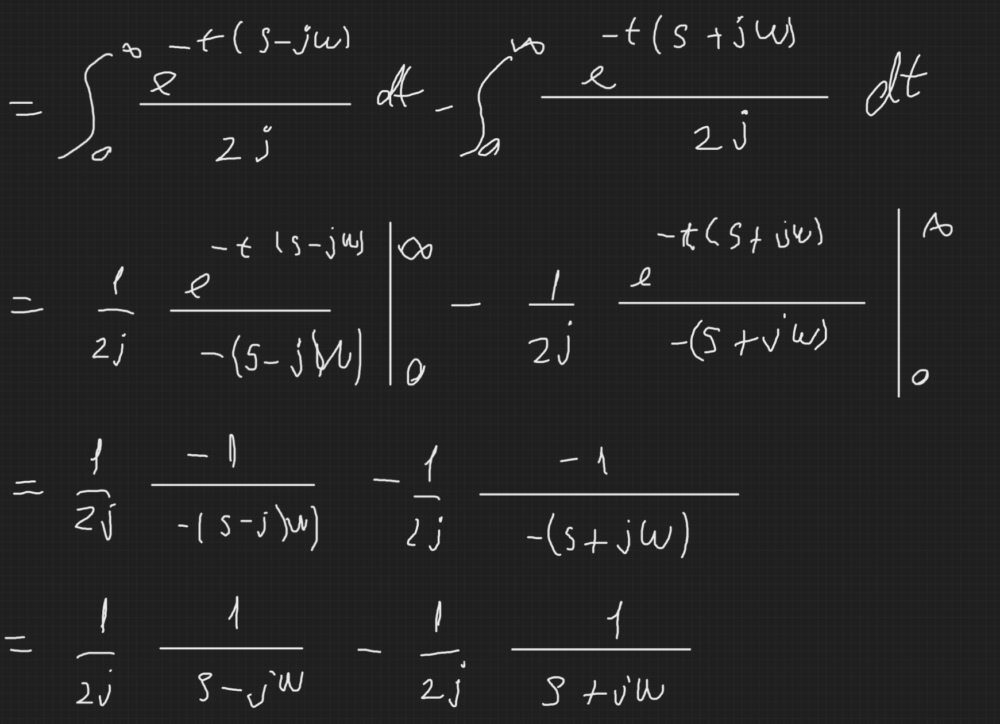 = ∫₀^∞ e^{-t(s-jω)} / 2j dt - ∫₀^∞ e^{-t(s+jω)} / 2j dt
= 1/2j e^{-t(s-jω)} / -(s-jω) |₀^∞ - 1/2j e^{-t(s+jω)} / -(s+jω) |₀^∞
= 1/2j -1 / -(s-j)ω) - 1/2j -1 / -(s+jω)
= 1/2j 1 / s-jω - 1/2j 1 / s+jω